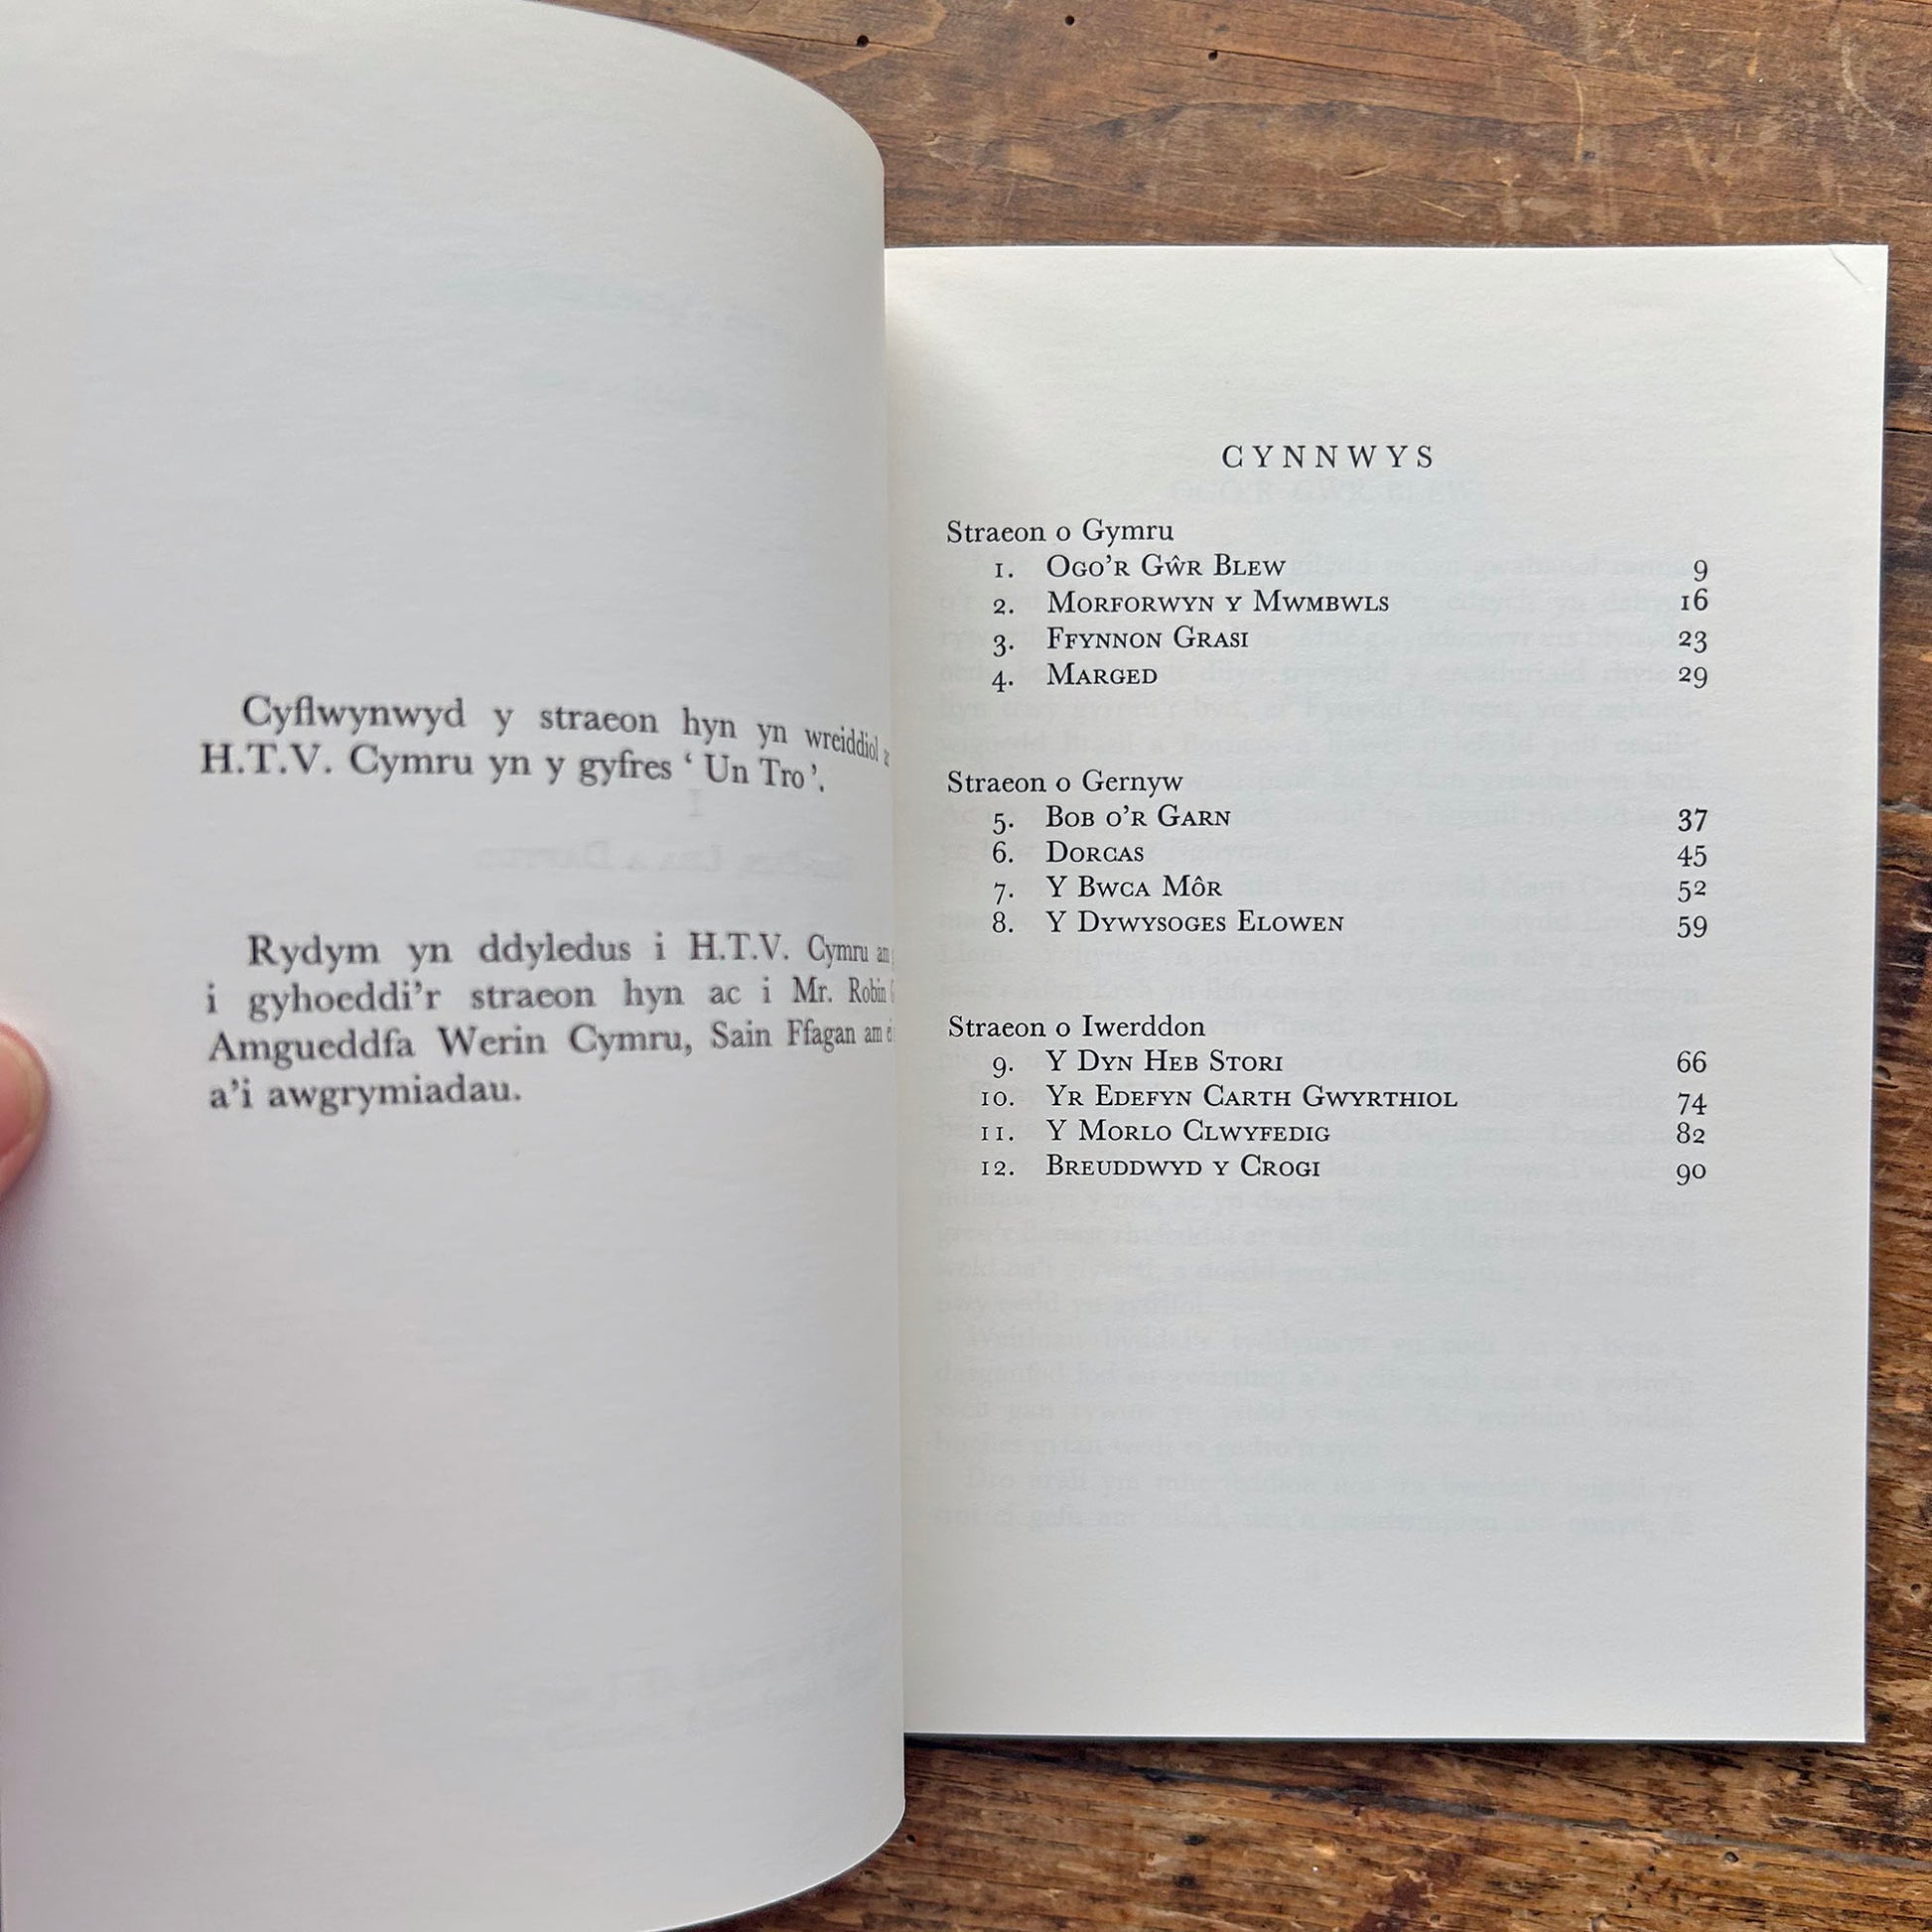 Cyflwynwyd y straeon hyn yn wreiddiol
H.T.V. Cymru yn y gyfres ‘ Un Tro ’.
Rydym yn ddyledus i H.T.V. Cymru am
i gyhoeddi’r straeon hyn ac i Mr. Robin
Amgueddfa Werin Cymru, Sain Ffagan am
a’i awgrymiadau.
CYNNWYS
Straeon o Gymru
1. OGO’R GŴR BLEW 9
2. MORFORWYN Y MWMBWLS 16
3. FFYNNON GRASI 23
4. MARGED 29
Straeon o Gernyw
5. BOB O’R GARN 37
6. DORCAS 45
7. Y BWCA MÔR 52
8. Y DYWYSOGES ELOWEN 59
Straeon o Iwerddon
9. Y DYN HEB STORI 66
10. YR EDEFYN CARTH GWYRTHIOL 74
11. Y MORLO CLWYFEDIG 82
12. BREUDDWYD Y CROGI 90